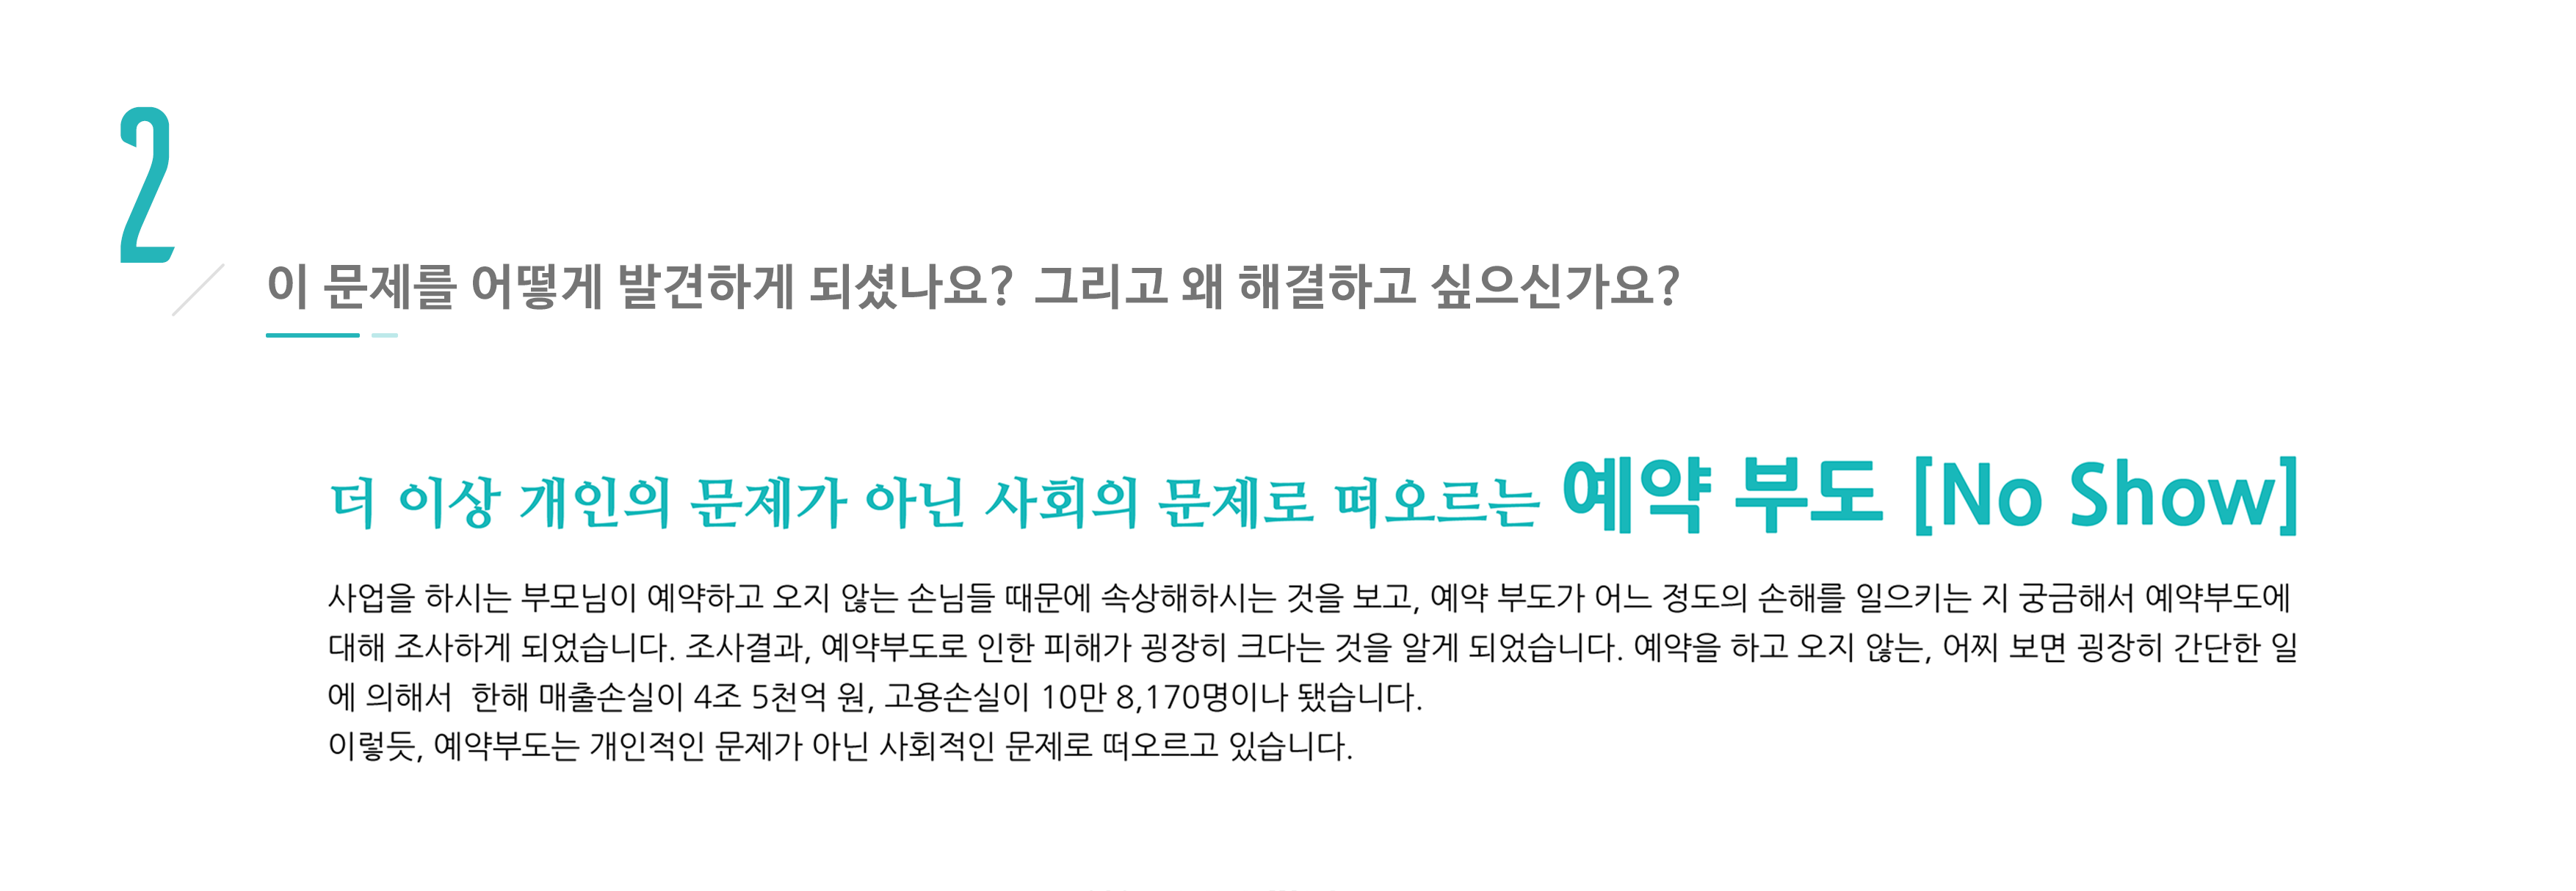 2
이 문제를 어떻게 발견하게 되셨나요? 그리고 왜 해결하고 싶으신가요?
더 이상 개인의 문제가 아닌 사회의 문제로 떠오르는 예약 부도 [No Show]
사업을 하시는 부모님이 예약하고 오지 않는 손님들 때문에 속상해하시는 것을 보고, 예약 부도가 어느 정도의 손해를 일으키는 지 궁금해서 예약부도에
대해 조사하게 되었습니다. 조사결과, 예약부도로 인한 피해가 굉장히 크다는 것을 알게 되었습니다. 예약을 하고 오지 않는, 어찌 보면 굉장히 간단한 일
에 의해서  한해 매출손실이 4조 5천억 원, 고용손실이 10만 8,170명이나 됐습니다.
이렇듯, 예약부도는 개인적인 문제가 아닌 사회적인 문제로 떠오르고 있습니다.